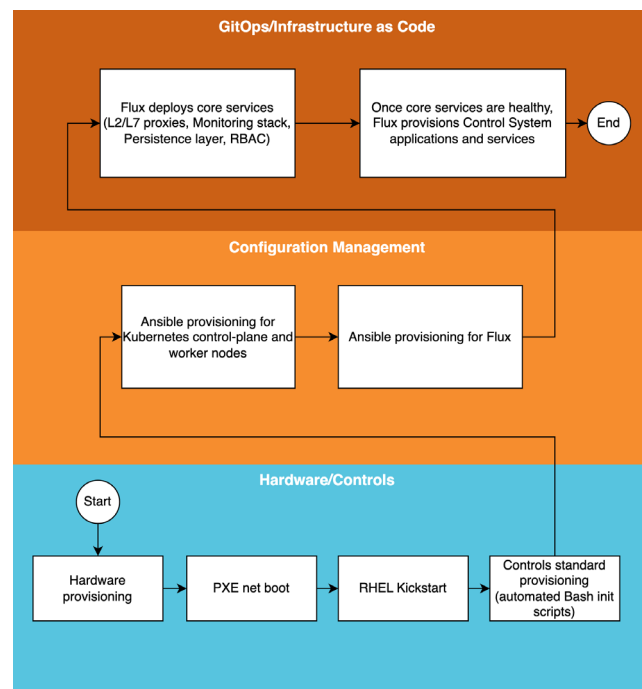 GitOps/Infrastructure as Code
Flux deploys core services
(L2/L7 proxies, Monitoring stack,
Persistence layer, RBAC)
Once core services are healthy,
Flux provisions Control System
applications and services
End
Configuration Management
Ansible provisioning for
Kubernetes control-plane and
worker nodes
Ansible provisioning for Flux
Hardware/Controls
Start
Hardware
provisioning
PXE net boot
RHEL Kickstart
Controls standard
provisioning
(automated Bash init
scripts)